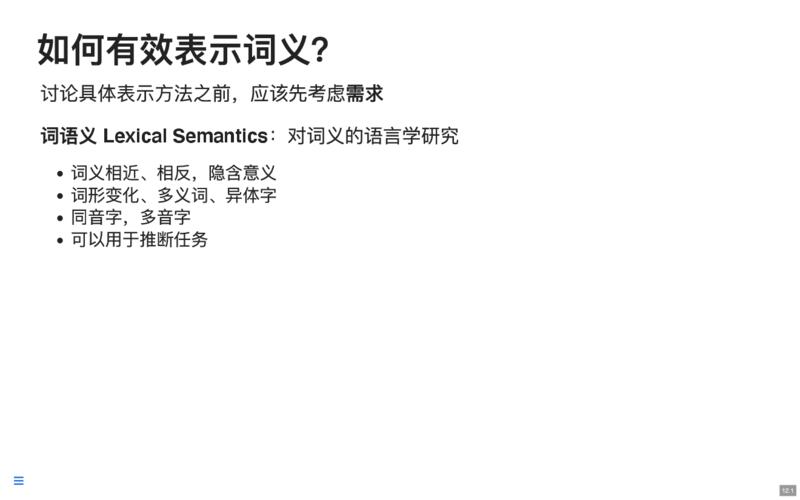 如何有效表示词义？
讨论具体表示方法之前，应该先考虑需求
词语义 Lexical Semantics：对词义的语言学研究
词义相近、相反，隐含意义
词形变化、多义词、异体字
同音字，多音字
可以用于推断任务
12.1